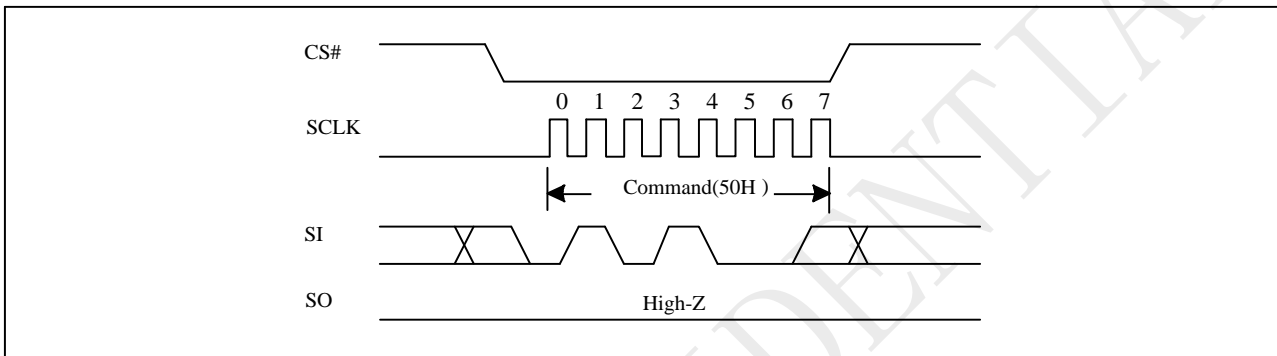 CS#
0 1 2 3 4 5 6 7
SCLK
Command(50H )
SI
SO
High-Z